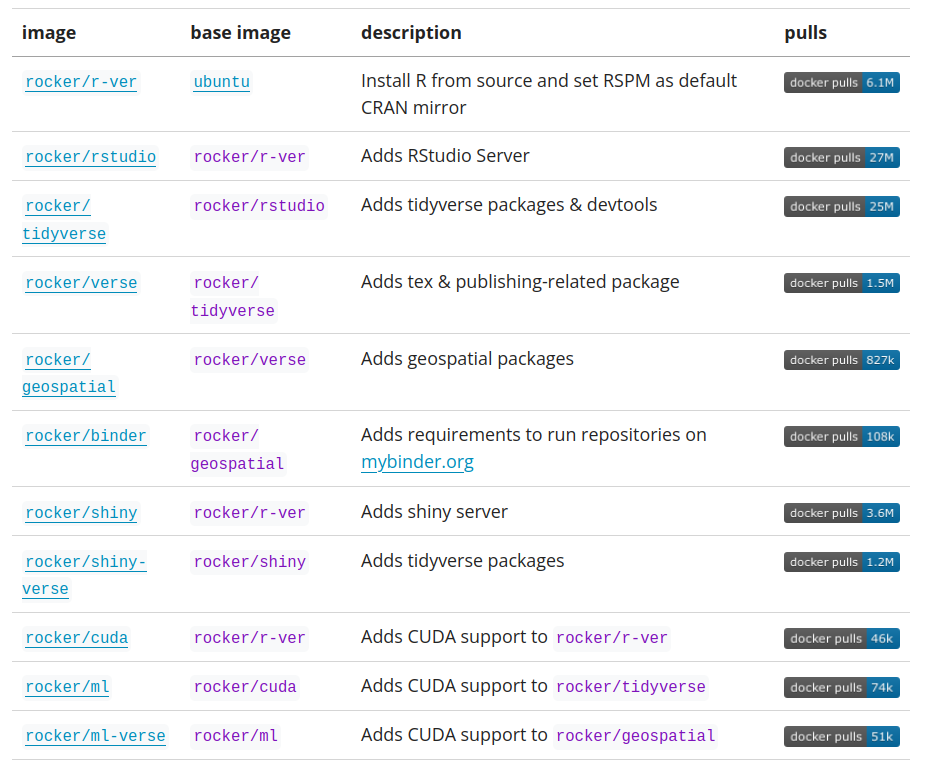 image base image description pulls
rocker/r-ver ubuntu Install R from source and set RSPM as default docker pulls 6.1M
CRAN mirror
rocker/rstudio rocker/r-ver Adds RStudio Server docker pulls 27M
rocker/ rocker/rstudio Adds tidyverse packages & devtools docker pulls 25M
tidyverse
rocker/verse rocker/ Adds tex & publishing-related package docker pulls 1.5M
tidyverse
rocker/ rocker/verse Adds geospatial packages docker pulls 827k
geospatial
rocker/binder rocker/ Adds requirements to run repositories on docker pulls 108k
geospatial mybinder.org
rocker/shiny rocker/r-ver Adds shiny server docker pulls 3.6M
rocker/shiny- rocker/shiny Adds tidyverse packages docker pulls 1.2M
verse
rocker/cuda rocker/r-ver Adds CUDA support to rocker/r-ver docker pulls 46k
rocker/ml rocker/cuda Adds CUDA support to rocker/tidyverse docker pulls 74k
rocker/ml-verse rocker/ml Adds CUDA support to rocker/geospatial docker pulls 51k